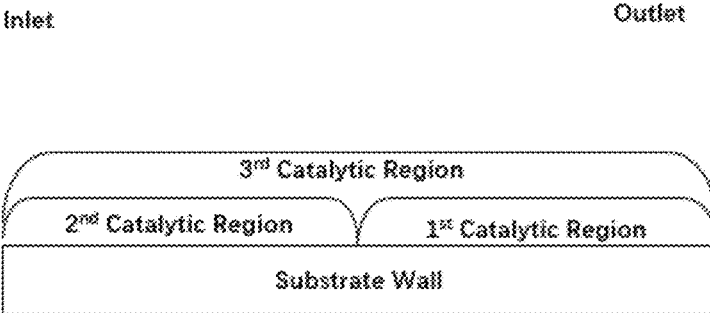 Inlet
Outlet
3rd Catalytic Region
2nd Catalytic Region
1st Catalytic Region
Substrate Wall